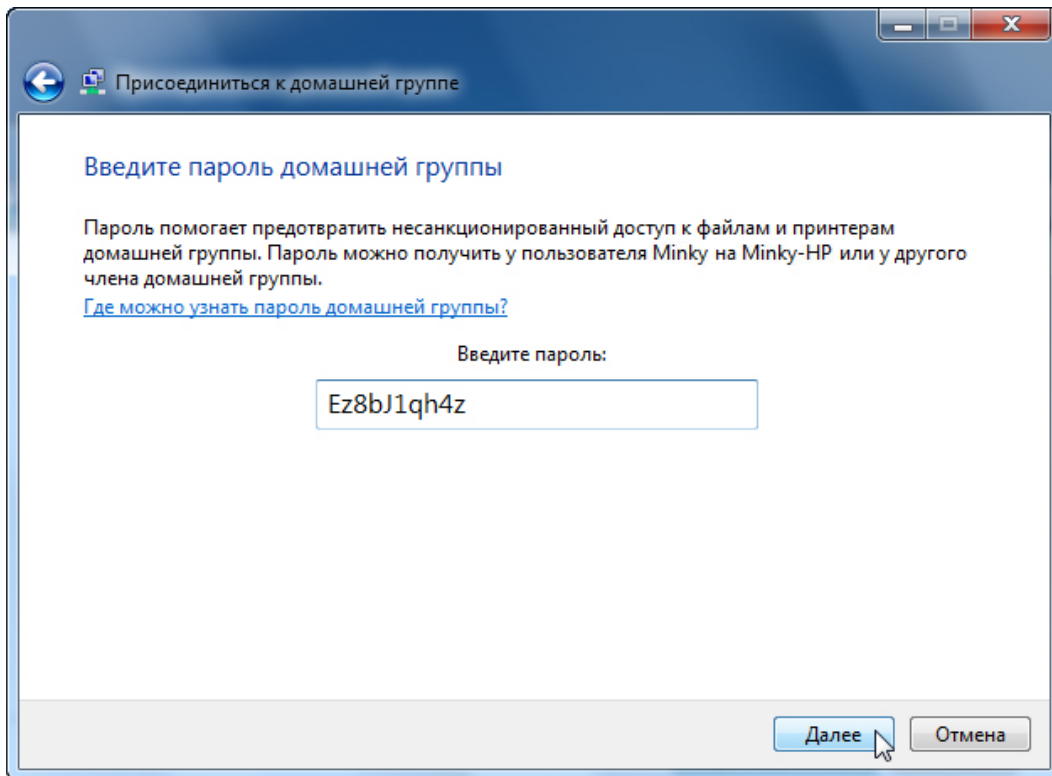 Присоединиться к домашней группе
Введите пароль домашней группы
Пароль помогает предотвратить несанкционированный доступ к файлам и принтерам
домашней группы. Пароль можно получить у пользователя Minky на Minky-HP или у другого
члена домашней группы.
Где можно узнать пароль домашней группы?
Введите пароль:
Ez8bJ1qh4z
Далее
Отмена